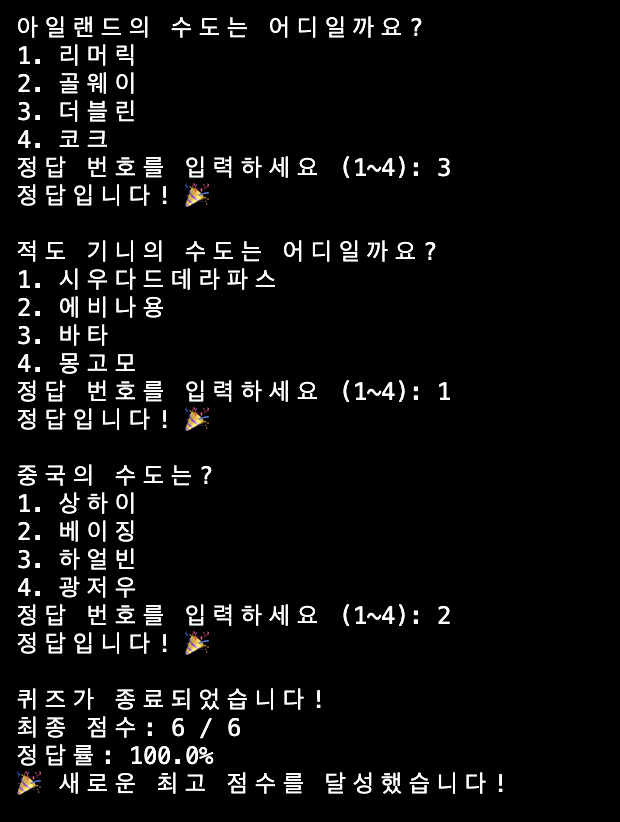 아일랜드의 수도는 어디일까요?
1. 리머릭
2. 골웨이
3. 더블린
4. 코크
정답 번호를 입력하세요 (1~4): 3
정답입니다! 🎉
적도 기니의 수도는 어디일까요?
1. 시우다드데라파스
2. 에비나용
3. 바타
4. 몽고모
정답 번호를 입력하세요 (1~4): 1
정답입니다! 🎉
중국의 수도는?
1. 상하이
2. 베이징
3. 하얼빈
4. 광저우
정답 번호를 입력하세요 (1~4): 2
정답입니다! 🎉
퀴즈가 종료되었습니다!
최종 점수: 6 / 6
정답률: 100.0%
🎉 새로운 최고 점수를 달성했습니다!